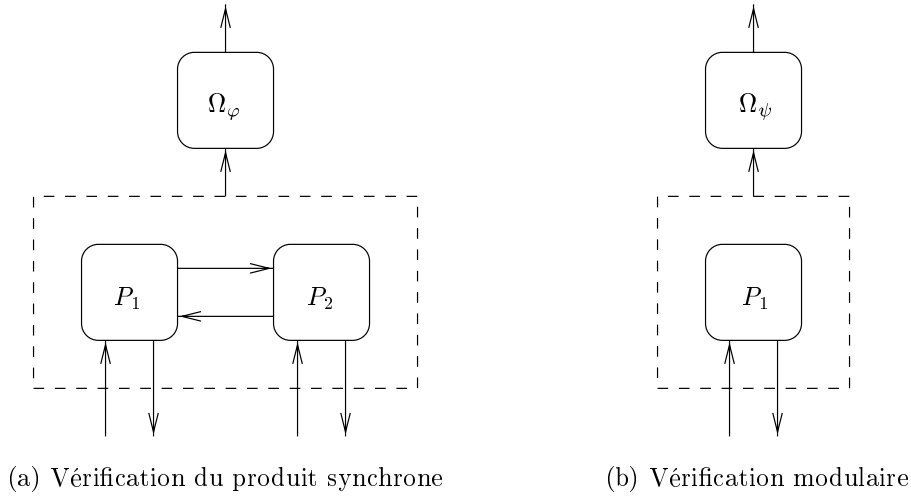 Ωφ Ωψ
P1 P2 P1
(a) Vérification du produit synchrone
(b) Vérification modulaire